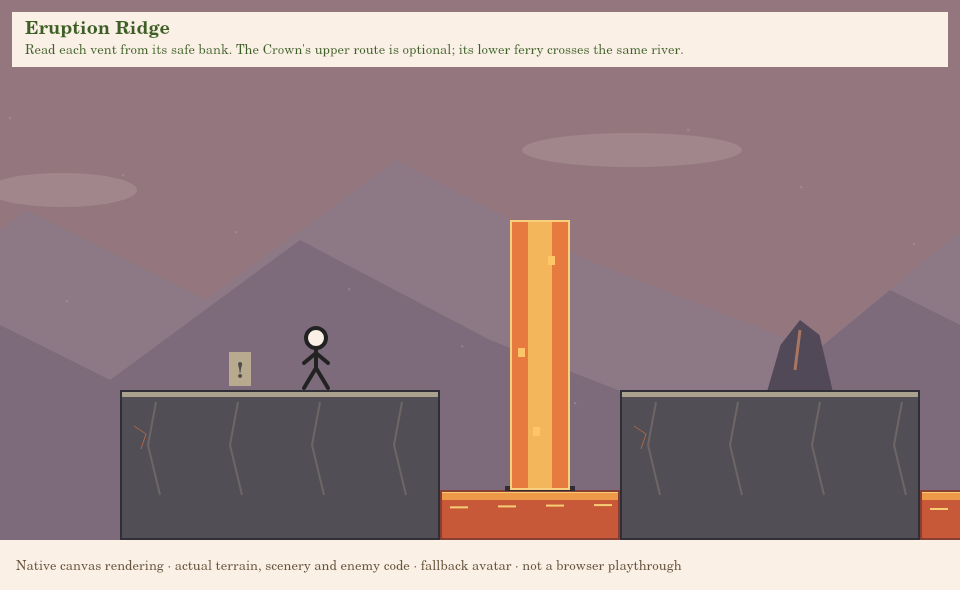 Eruption Ridge
Read each vent from its safe bank. The Crown's upper route is optional; its lower ferry crosses the same river.
!
Native canvas rendering · actual terrain, scenery and enemy code · fallback avatar · not a browser playthrough